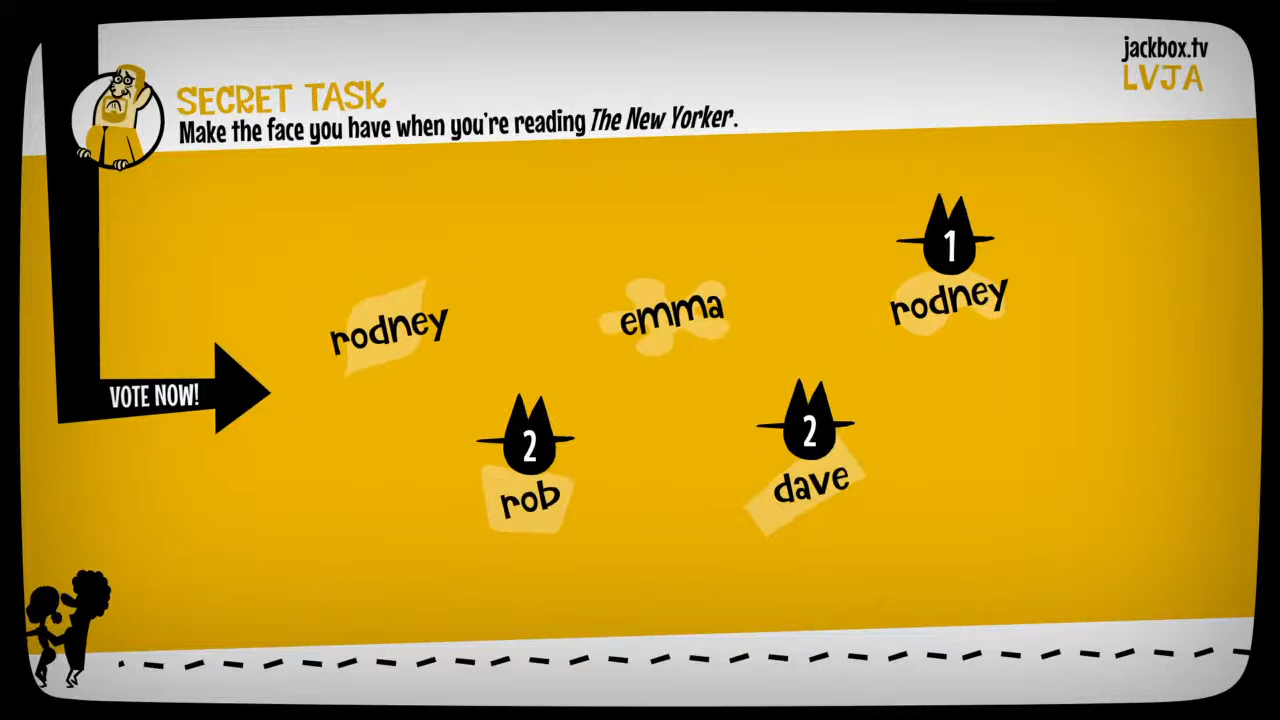 jackbox.tv
LVJA
SECRET TASK
Make the face you have when you're reading The New Yorker.
1
rodney
emma
rodney
VOTE NOW!
2
2
rob
dave